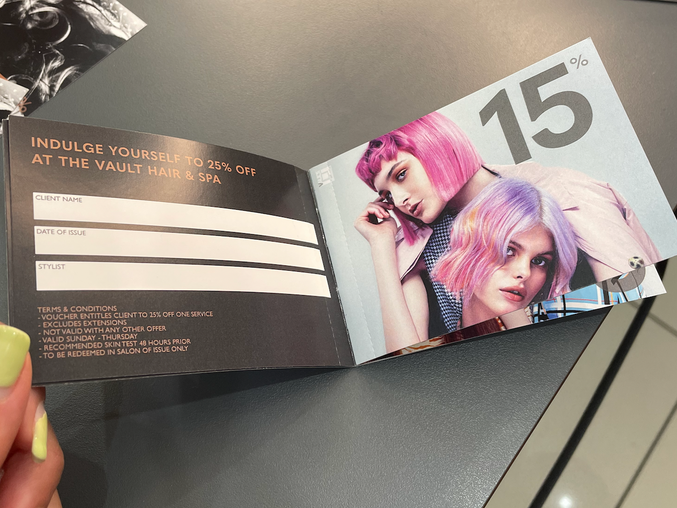 INDULGE YOURSELF TO 25% OFF
AT THE VAULT HAIR & SPA
CLIENT NAME
DATE OF ISSUE
STYLIST
TERMS & CONDITIONS
- VOUCHER ENTITLES CLIENT TO 25% OFF ONE SERVICE
- EXCLUDES EXTENSIONS
- NOT VALID WITH ANY OTHER OFFER
- VALID SUNDAY - THURSDAY
- RECOMMENDED SKIN TEST 48 HOURS PRIOR
- TO BE REDEEMED IN SALON OF ISSUE ONLY
15%